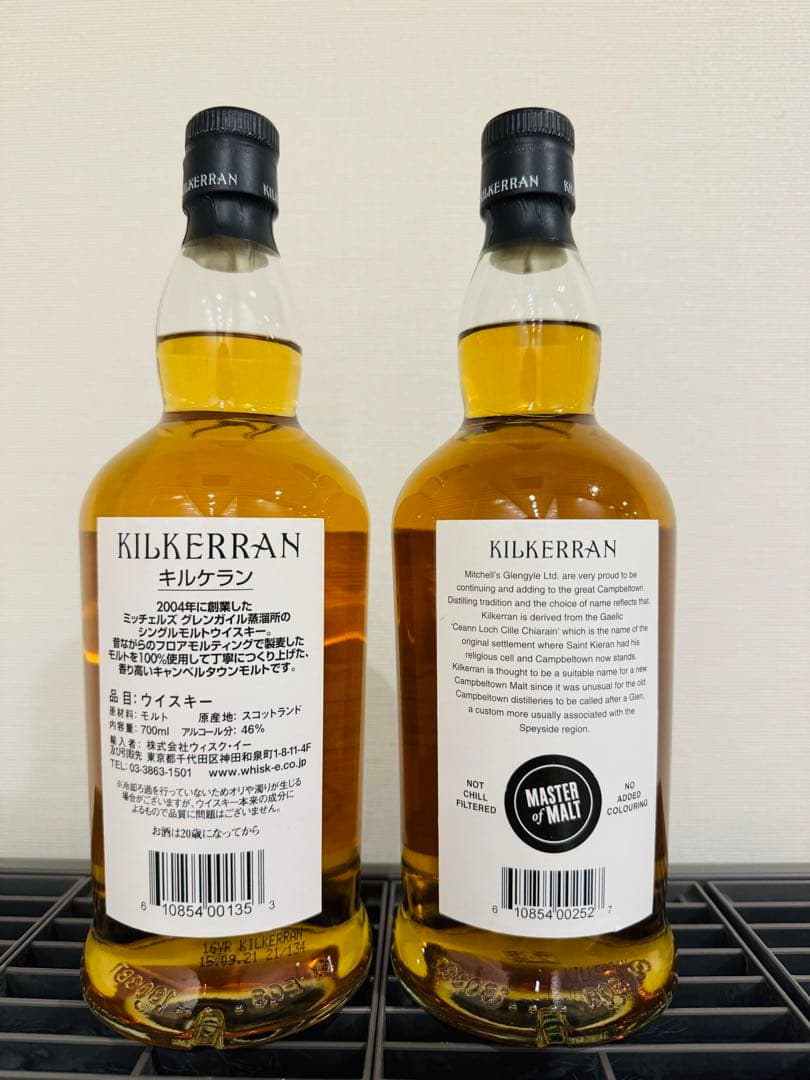 KILKERRAN
KILKERRAN
キルケラン
2004年に創業した
ミッチェルズ グレンガイル蒸溜所の
シングルモルトウイスキー。
昔ながらのフロアモルティングで製麦した
モルトを100%使用して丁寧につくり上げた、
香り高いキャンベルタウンモルトです。
品目：ウイスキー
原材料：モルト 原産地：スコットランド
内容量：700ml アルコール分：46%
輸入者：株式会社ウィスク・イー
及び引取先 東京都千代田区神田和泉町1-8-11-4F
TEL: 03-3863-1501 www.whisk-e.co.jp
※冷却ろ過を行っていないためオリや濁りが生じる
場合がございますが、ウイスキー本来の成分に
よるもので品質に問題はございません。
お酒は20歳になってから
6 10854 00135 3
16YR KILKERRAN
15.09.21 21/134
KILKERRAN
KILKERRAN
Mitchell's Glengyle Ltd. are very proud to be
continuing and adding to the great Campbeltown
Distilling tradition and the choice of name reflects that.
Kilkerran is derived from the Gaelic
'Ceann Loch Cille Chiarain' which is the name of the
original settlement where Saint Kieran had his
religious cell and Campbeltown now stands.
Kilkerran is thought to be a suitable name for a new
Campbeltown Malt since it was unusual for the old
Campbeltown distilleries to be called after a Glen,
a custom more usually associated with the
Speyside region.
NOT
CHILL
FILTERED
MASTER
of MALT
NO
ADDED
COLOURING
6 10854 00252 7
KILKERRAN